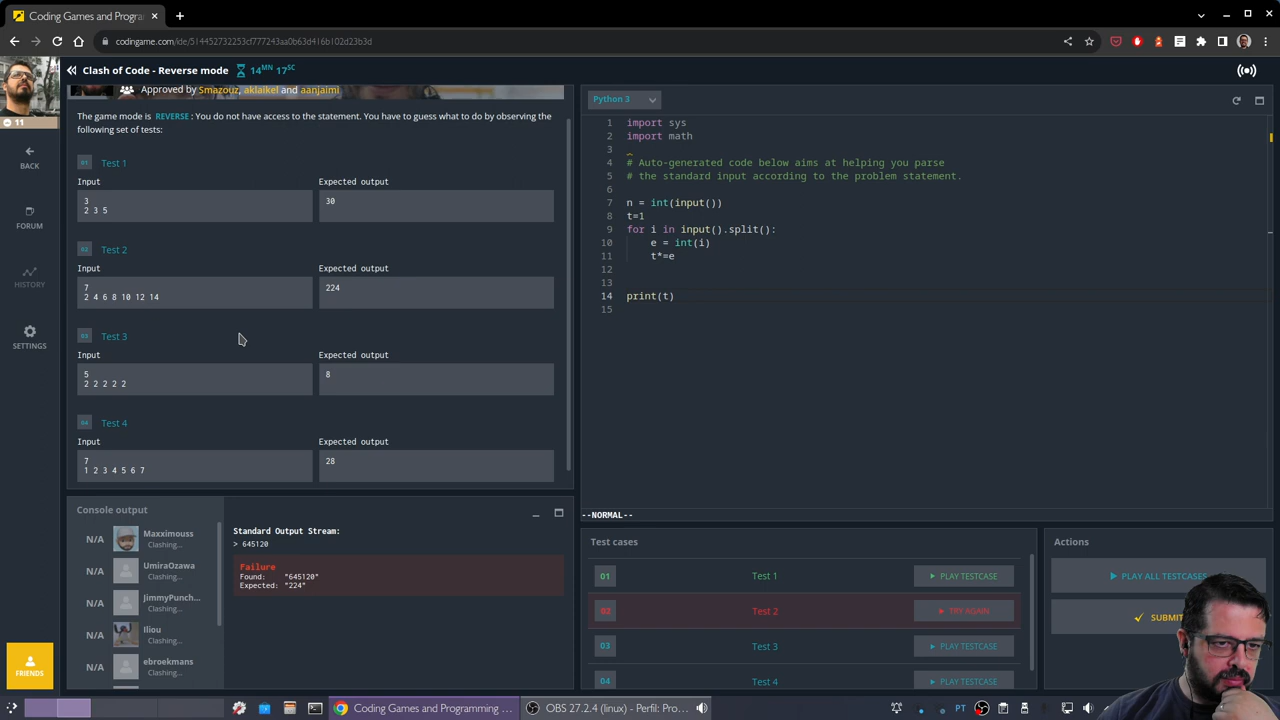 Coding Games and Progra
codingame.com/ide/514452732253cf777243aa0b63d416b102d23b3d
Clash of Code - Reverse mode 14MN 17SC
11
BACK
FORUM
HISTORY
SETTINGS
FRIENDS
Approved by Smazouz, aklaikel and aanjaimi
The game mode is REVERSE: You do not have access to the statement. You have to guess what to do by observing the
following set of tests:
01 Test 1
Input Expected output
3
2 3 5
30
02 Test 2
Input Expected output
7
2 4 6 8 10 12 14
224
03 Test 3
Input Expected output
5
2 2 2 2 2
8
04 Test 4
Input Expected output
7
1 2 3 4 5 6 7
28
Console output
N/A Maxximouss
Clashing...
N/A UmiraOzawa
Clashing...
N/A JimmyPunch...
Clashing...
N/A Iliou
Clashing...
N/A ebroekmans
Clashing...
Standard Output Stream:
> 645120
Failure
Found: "645120"
Expected: "224"
Python 3
1 import sys
2 import math
3
4 # Auto-generated code below aims at helping you parse
5 # the standard input according to the problem statement.
6
7 n = int(input())
8 t=1
9 for i in input().split():
10 e = int(i)
11 t*=e
12
13
14 print(t)
15
--NORMAL--
Test cases
01 Test 1 PLAY TESTCASE
02 Test 2 TRY AGAIN
03 Test 3 PLAY TESTCASE
04 Test 4 PLAY TESTCASE
Actions
PLAY ALL TESTCASES
SUBMIT
Coding Games and Programming ...
OBS 27.2.4 (linux) - Perfil: Pro...
PT